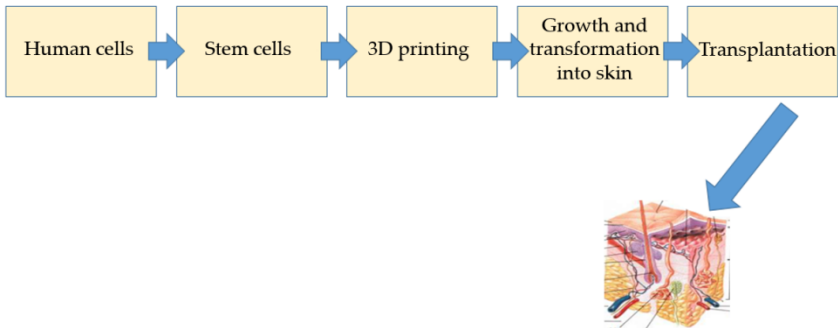 Human cells
Stem cells
3D printing
Growth and
transformation
into skin
Transplantation